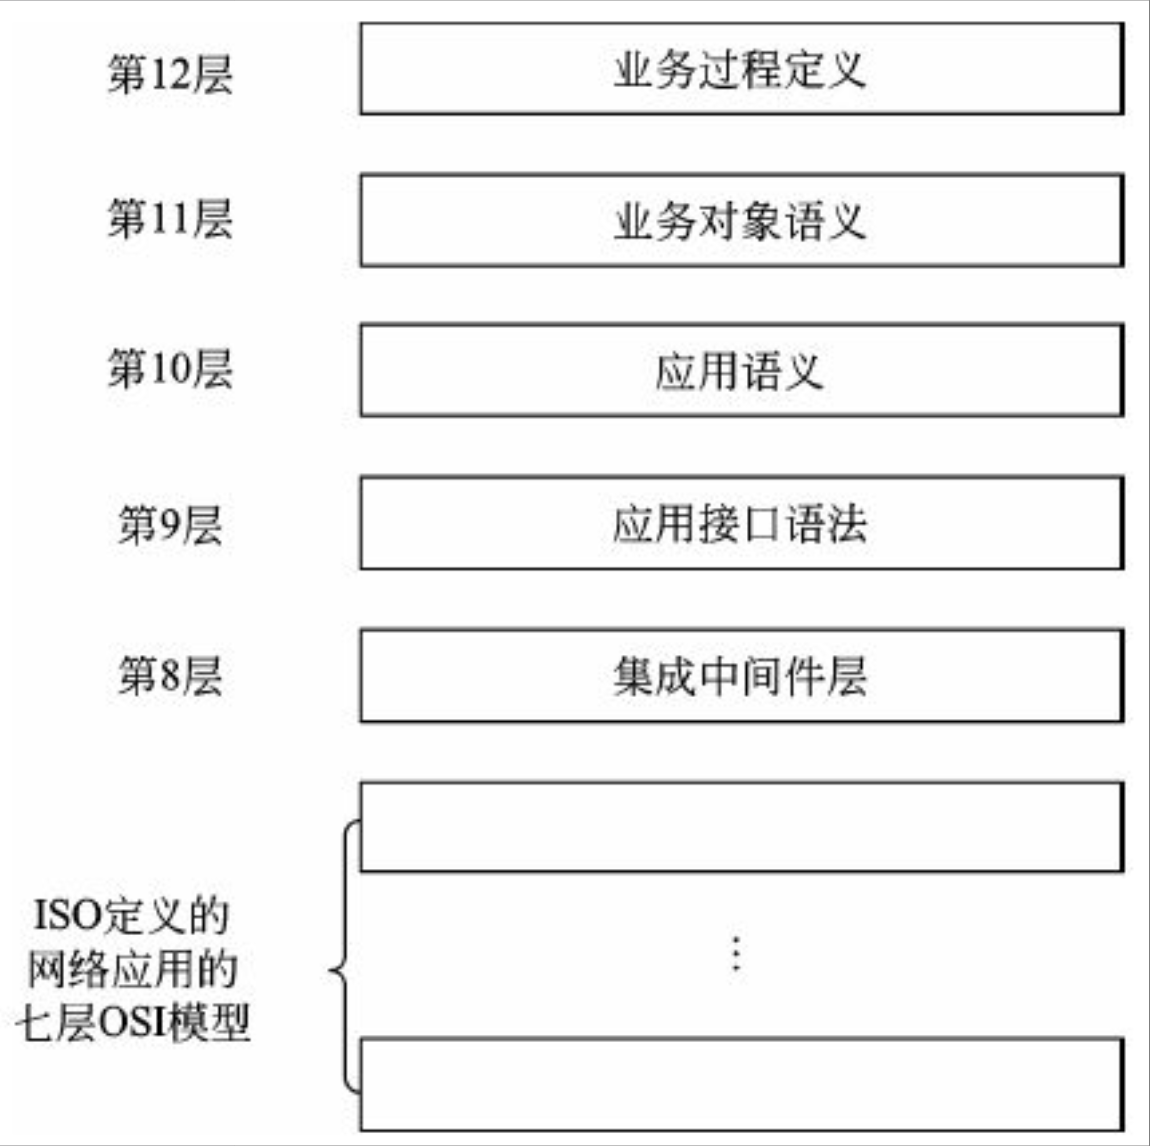 第12层 业务过程定义
第11层 业务对象语义
第10层 应用语义
第9层 应用接口语法
第8层 集成中间件层
ISO定义的
网络应用的
七层OSI模型
⋮